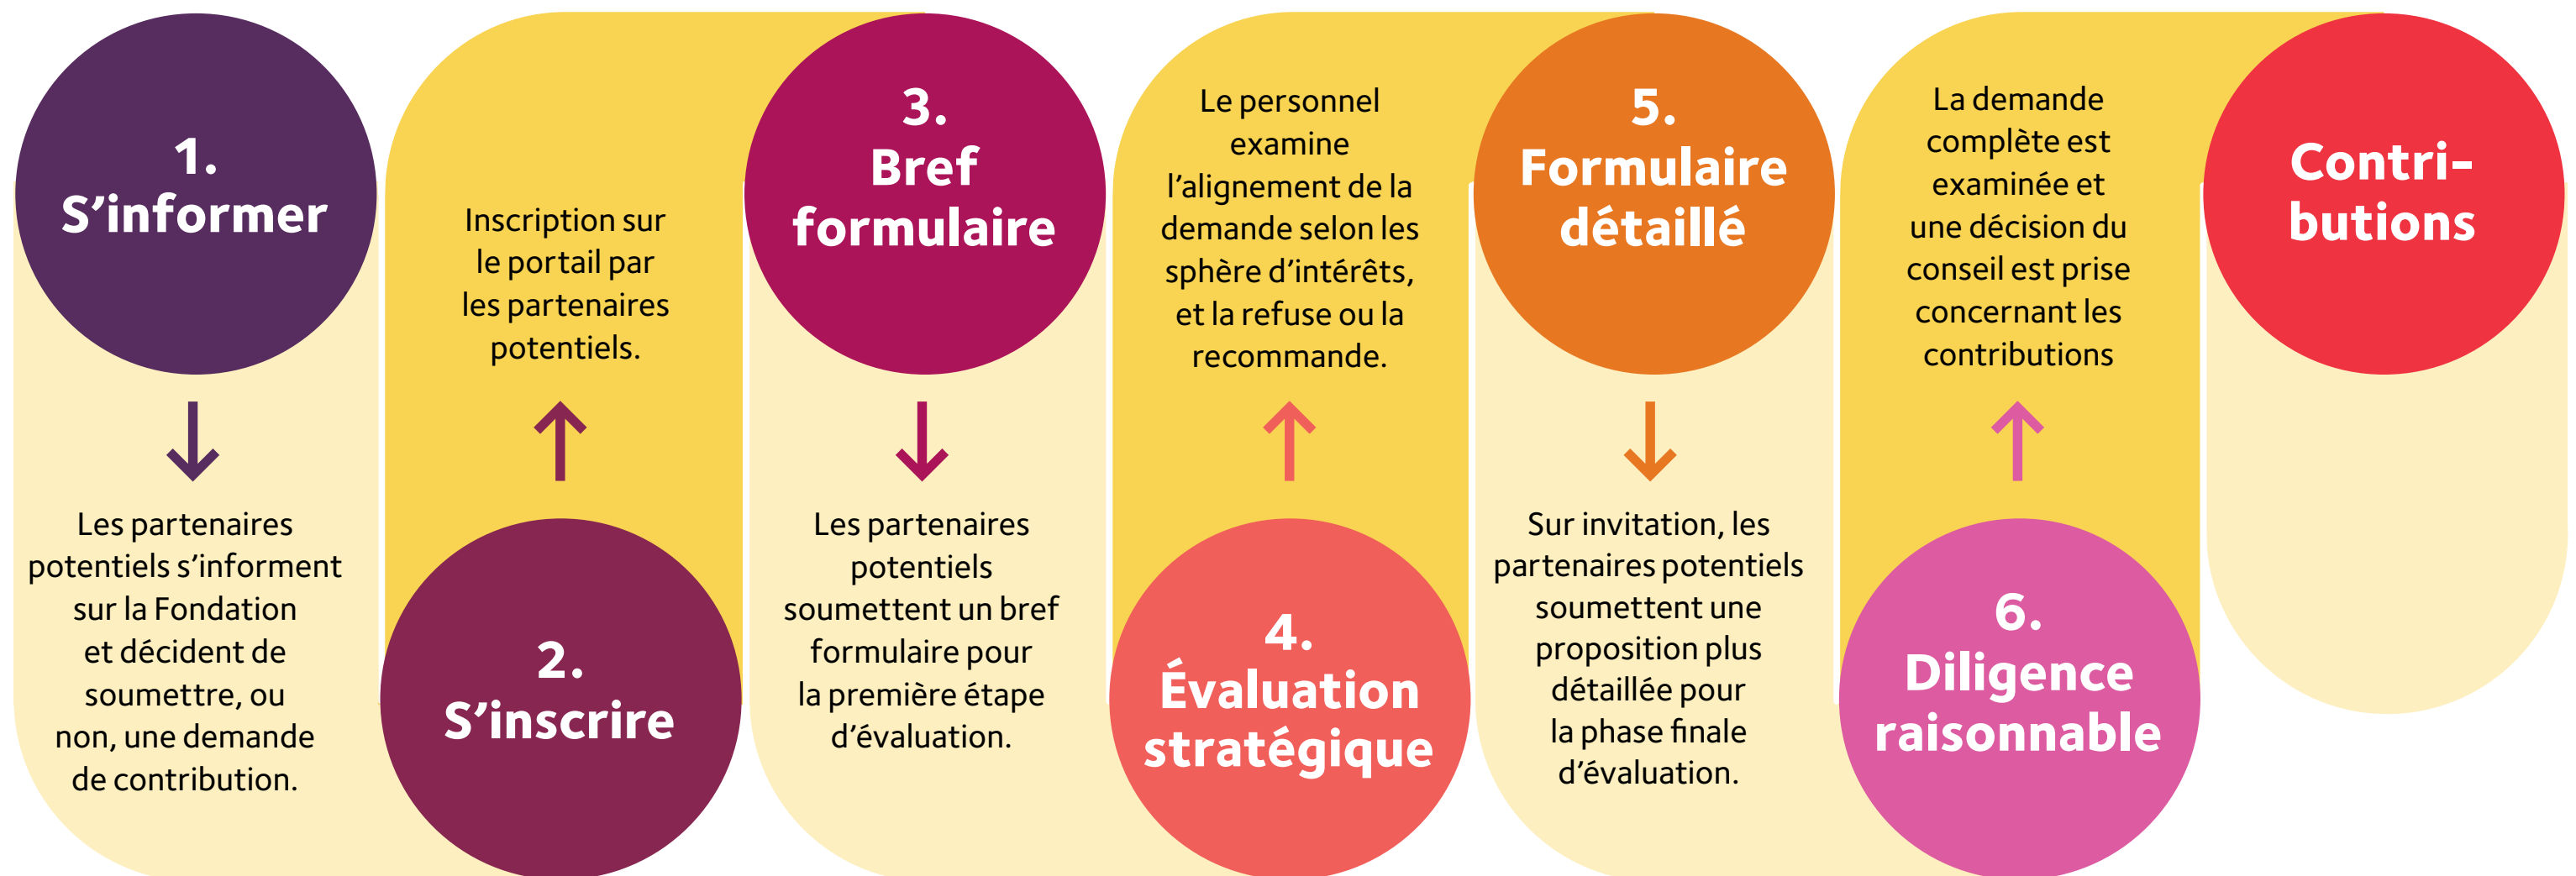 1.
S’informer
Les partenaires
potentiels s’informent
sur la Fondation
et décident de
soumettre, ou
non, une demande
de contribution.
2.
S’inscrire
Inscription sur
le portail par
les partenaires
potentiels.
3.
Bref
formulaire
Les partenaires
potentiels
soumettent un bref
formulaire pour
la première étape
d’évaluation.
4.
Évaluation
stratégique
Le personnel
examine
l’alignement de la
demande selon les
sphère d’intérêts,
et la refuse ou la
recommande.
5.
Formulaire
détaillé
Sur invitation, les
partenaires potentiels
soumettent une
proposition plus
détaillée pour
la phase finale
d’évaluation.
6.
Diligence
raisonnable
La demande
complète est
examinée et
une décision du
conseil est prise
concernant les
contributions
Contri-
butions